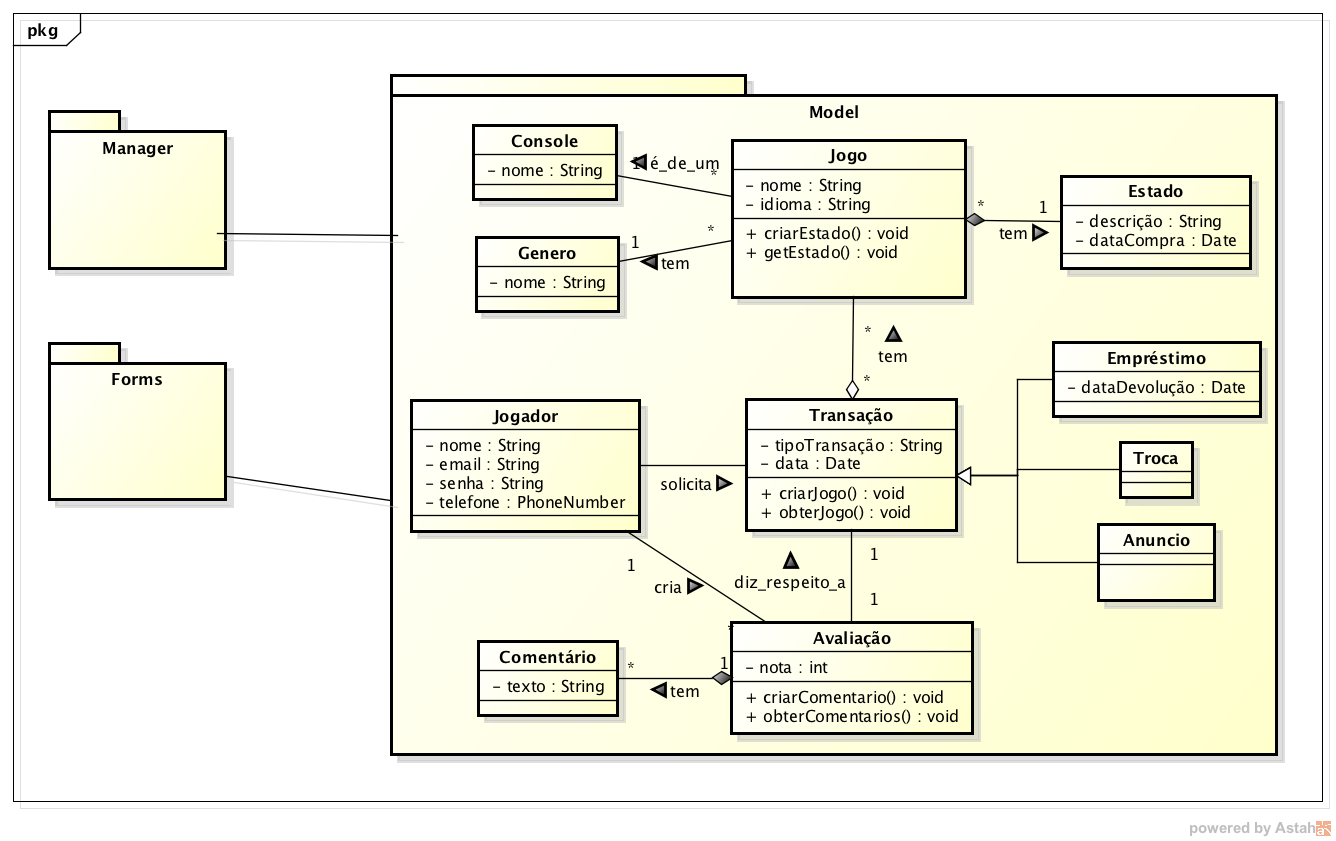 pkg
Manager
Forms
Model
Console
- nome : String
1
é_de_um
*
Jogo
- nome : String
- idioma : String
+ criarEstado() : void
+ getEstado() : void
*
1
tem
Estado
- descrição : String
- dataCompra : Date
Genero
- nome : String
1
*
tem
*
tem
*
Empréstimo
- dataDevolução : Date
Jogador
- nome : String
- email : String
- senha : String
- telefone : PhoneNumber
solicita
Transação
- tipoTransação : String
- data : Date
+ criarJogo() : void
+ obterJogo() : void
Troca
Anuncio
1
cria
*
1
diz_respeito_a
1
Comentário
- texto : String
*
1
tem
Avaliação
- nota : int
+ criarComentario() : void
+ obterComentarios() : void
powered by Astah